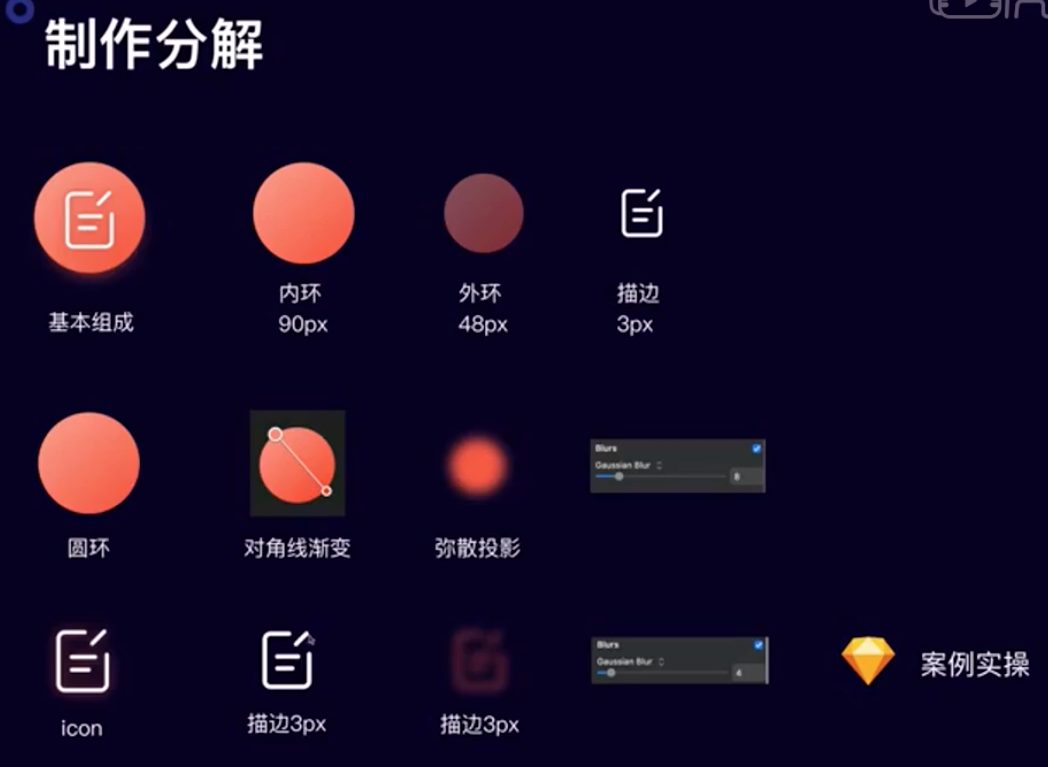 制作分解
基本组成
内环
90px
外环
48px
描边
3px
圆环
对角线渐变
弥散投影
Blurs
Gaussian Blur
6
icon
描边3px
描边3px
Blurs
Gaussian Blur
4
案例实操